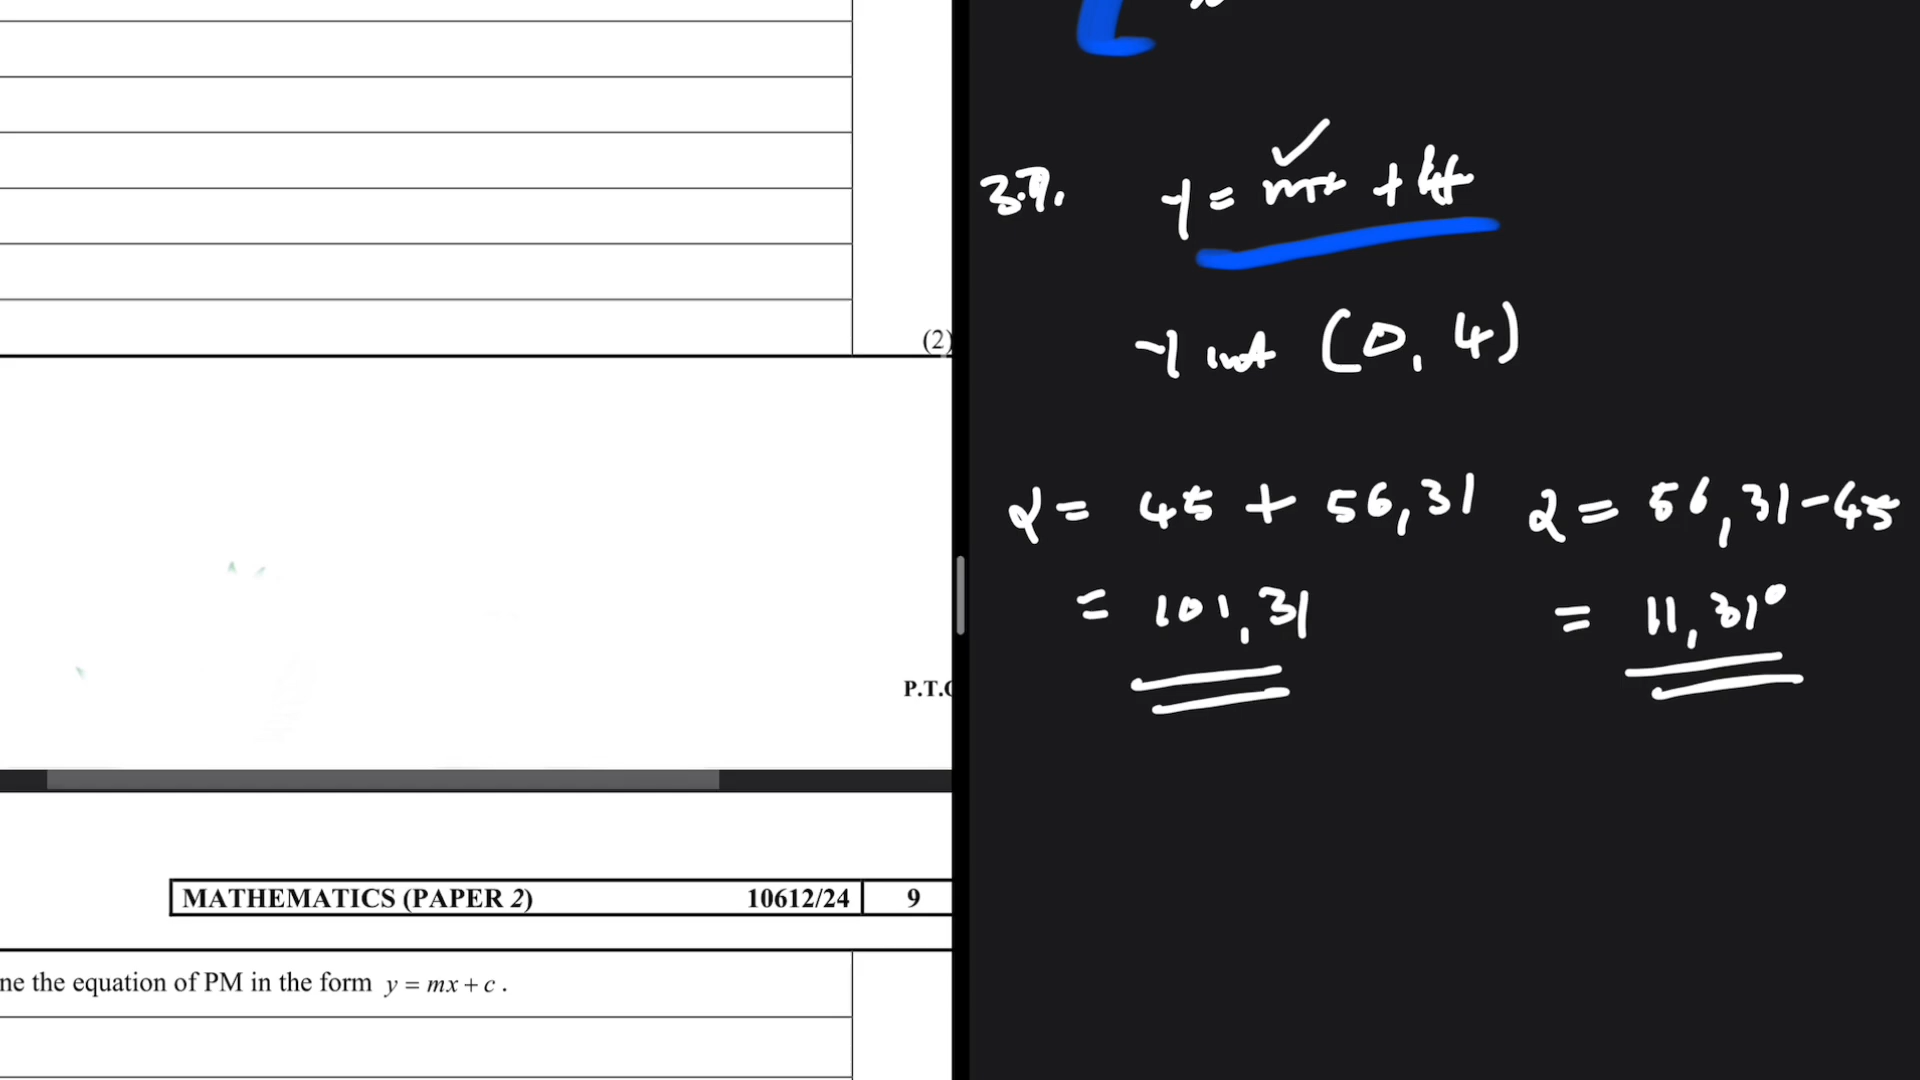 (2)
P.T.O
MATHEMATICS (PAPER 2) 10612/24 9
ne the equation of PM in the form y = mx + c .
3.7. y = mx + 4
y int (0, 4)
α = 45 + 56,31
= 101,31
α = 56,31 - 45
= 11,31°